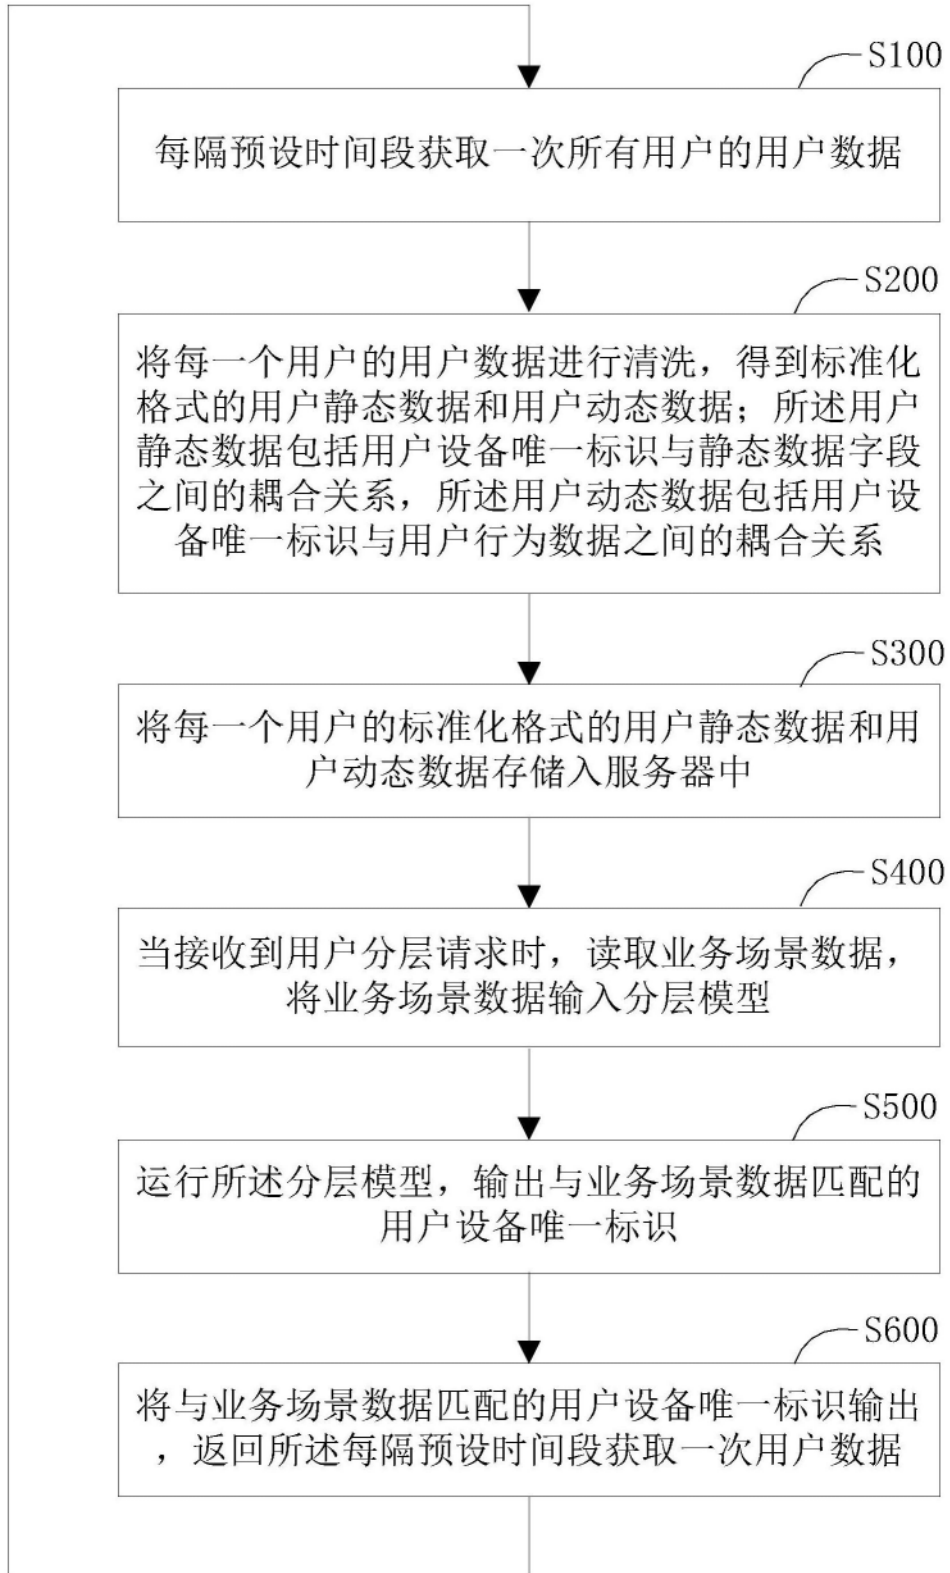 S100
每隔预设时间段获取一次所有用户的用户数据
S200
将每一个用户的用户数据进行清洗，得到标准化
格式的用户静态数据和用户动态数据；所述用户
静态数据包括用户设备唯一标识与静态数据字段
之间的耦合关系，所述用户动态数据包括用户设
备唯一标识与用户行为数据之间的耦合关系
S300
将每一个用户的标准化格式的用户静态数据和用
户动态数据存储入服务器中
S400
当接收到用户分层请求时，读取业务场景数据，
将业务场景数据输入分层模型
S500
运行所述分层模型，输出与业务场景数据匹配的
用户设备唯一标识
S600
将与业务场景数据匹配的用户设备唯一标识输出
，返回所述每隔预设时间段获取一次用户数据